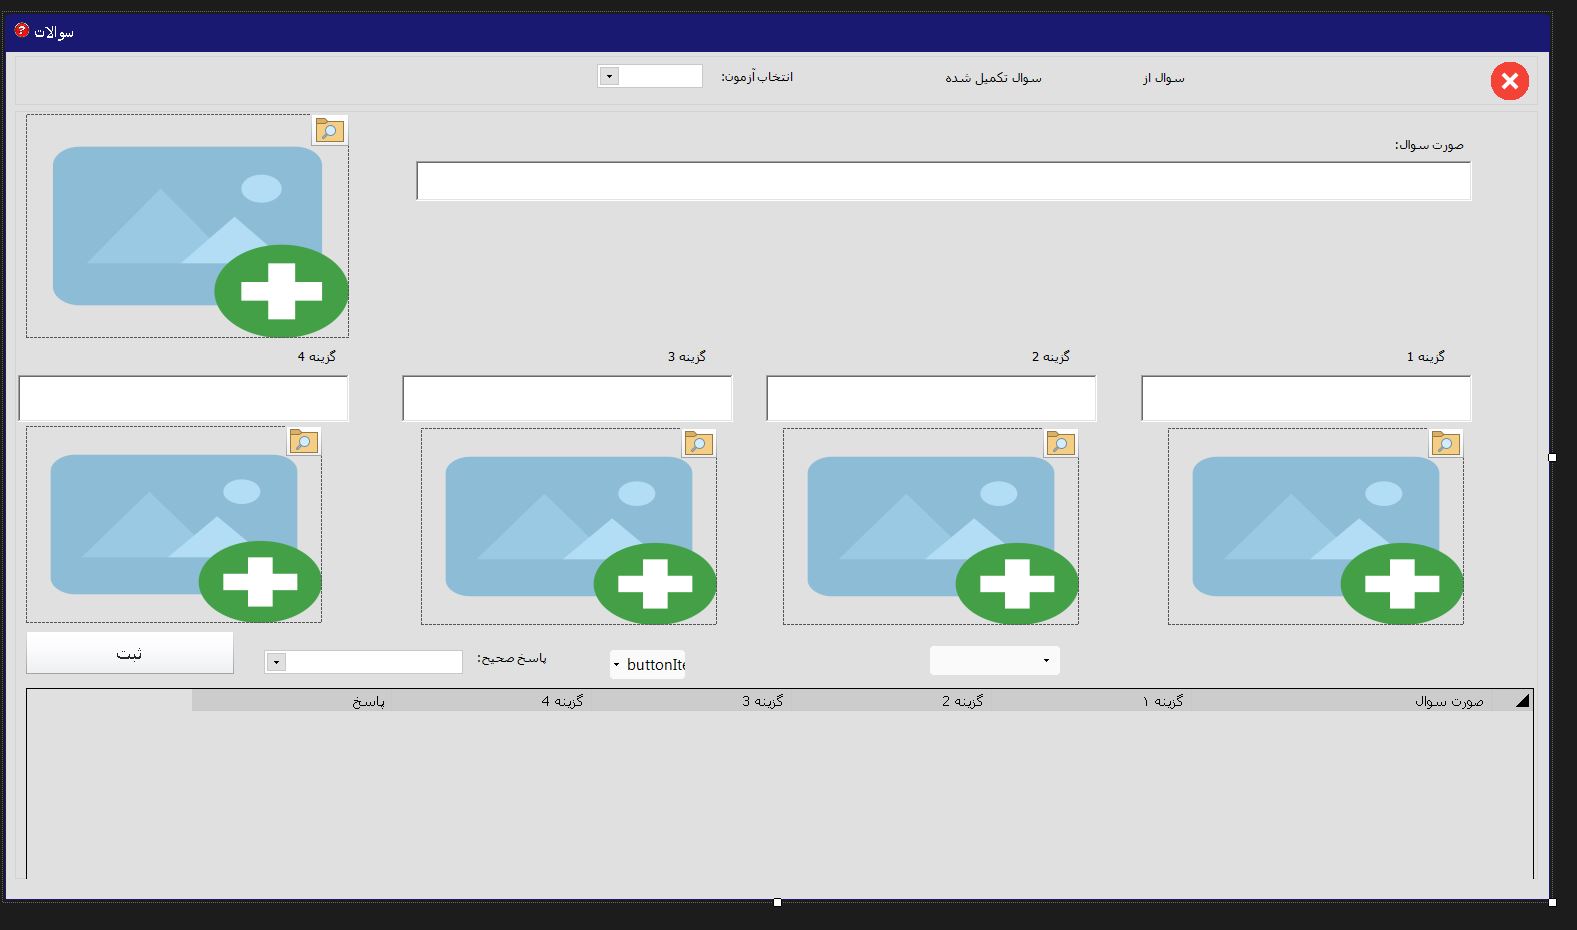 سوالات
سوال از
سوال تکمیل شده
انتخاب آزمون:
صورت سوال:
گزینه 1
گزینه 2
گزینه 3
گزینه 4
buttonIte
پاسخ صحیح:
ثبت
صورت سوال
گزینه ۱
گزینه 2
گزینه 3
گزینه 4
پاسخ